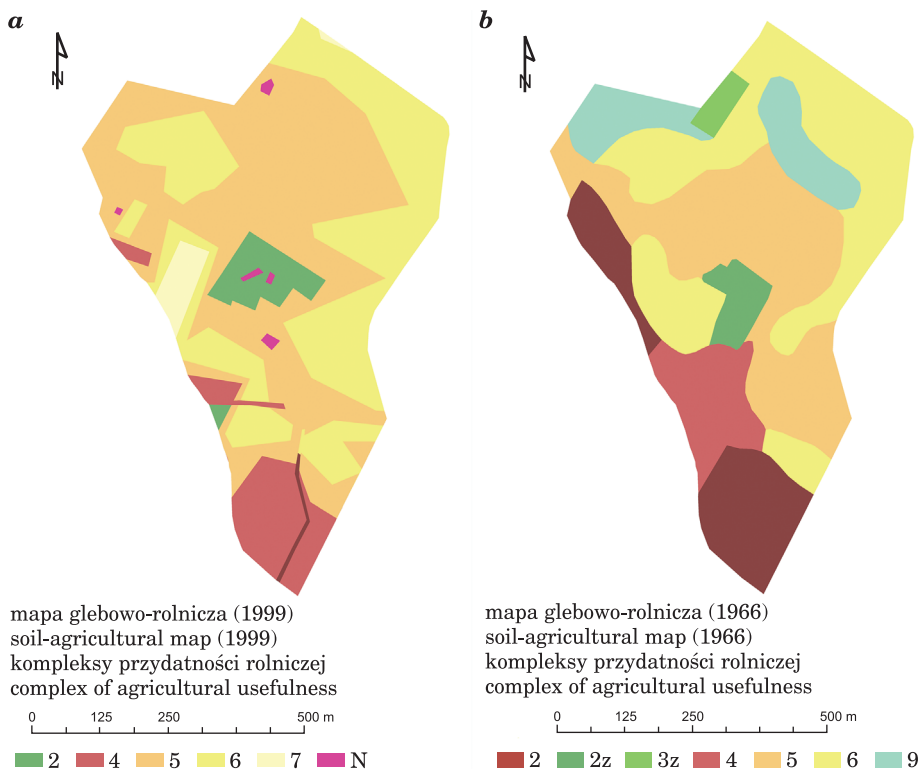 a
N
mapa glebowo-rolnicza (1999)
soil-agricultural map (1999)
kompleksy przydatności rolniczej
complex of agricultural usefulness
0 125 250 500 m
2 4 5 6 7 N
b
N
mapa glebowo-rolnicza (1966)
soil-agricultural map (1966)
kompleksy przydatności rolniczej
complex of agricultural usefulness
0 125 250 500 m
2 2z 3z 4 5 6 9